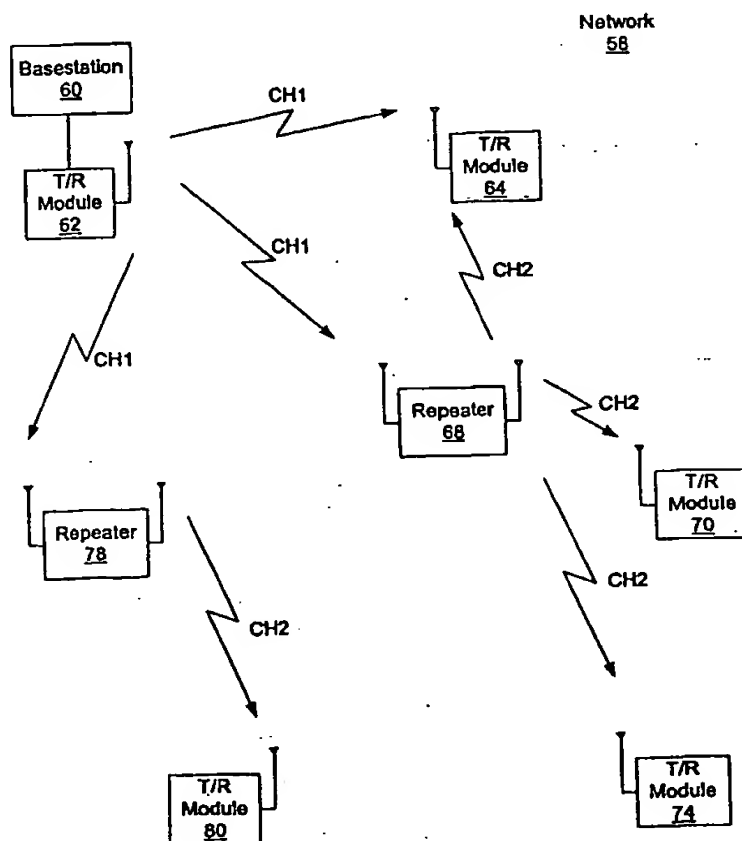 Network
58
Basestation
60
CH1
T/R
Module
62
T/R
Module
64
CH1
CH2
CH1
Repeater
68
CH2
T/R
Module
70
Repeater
78
CH2
CH2
T/R
Module
80
T/R
Module
74